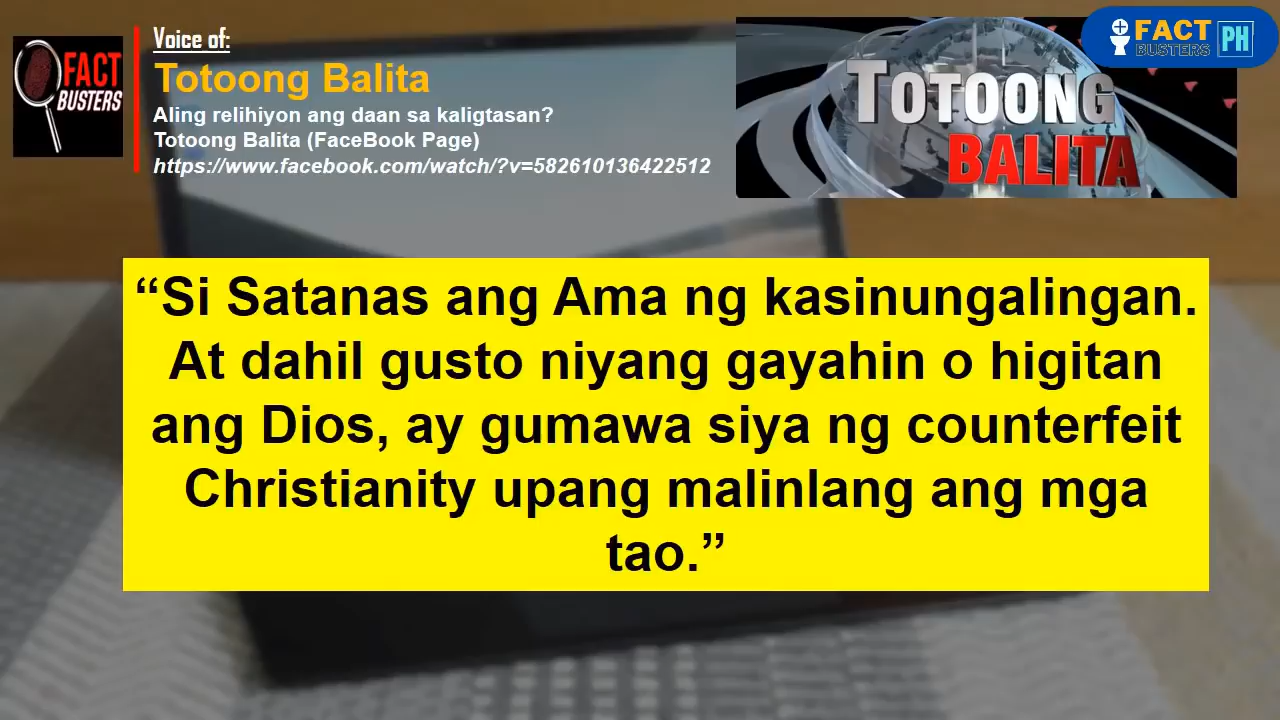 FACT
BUSTERS
Voice of:
Totoong Balita
Aling relihiyon ang daan sa kaligtasan?
Totoong Balita (FaceBook Page)
https://www.facebook.com/watch/?v=582610136422512
TOTOONG
BALITA
FACT
BUSTERS
PH
“Si Satanas ang Ama ng kasinungalingan.
At dahil gusto niyang gayahin o higitan
ang Dios, ay gumawa siya ng counterfeit
Christianity upang malinlang ang mga
tao.”